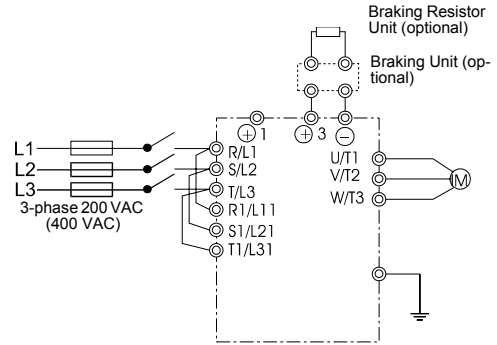 Braking Resistor
Unit (optional)
Braking Unit (op-
tional)
+ 1
+ 3
−
L1
L2
L3
3-phase 200 VAC
(400 VAC)
R/L1
S/L2
T/L3
R1/L11
S1/L21
T1/L31
U/T1
V/T2
W/T3
M